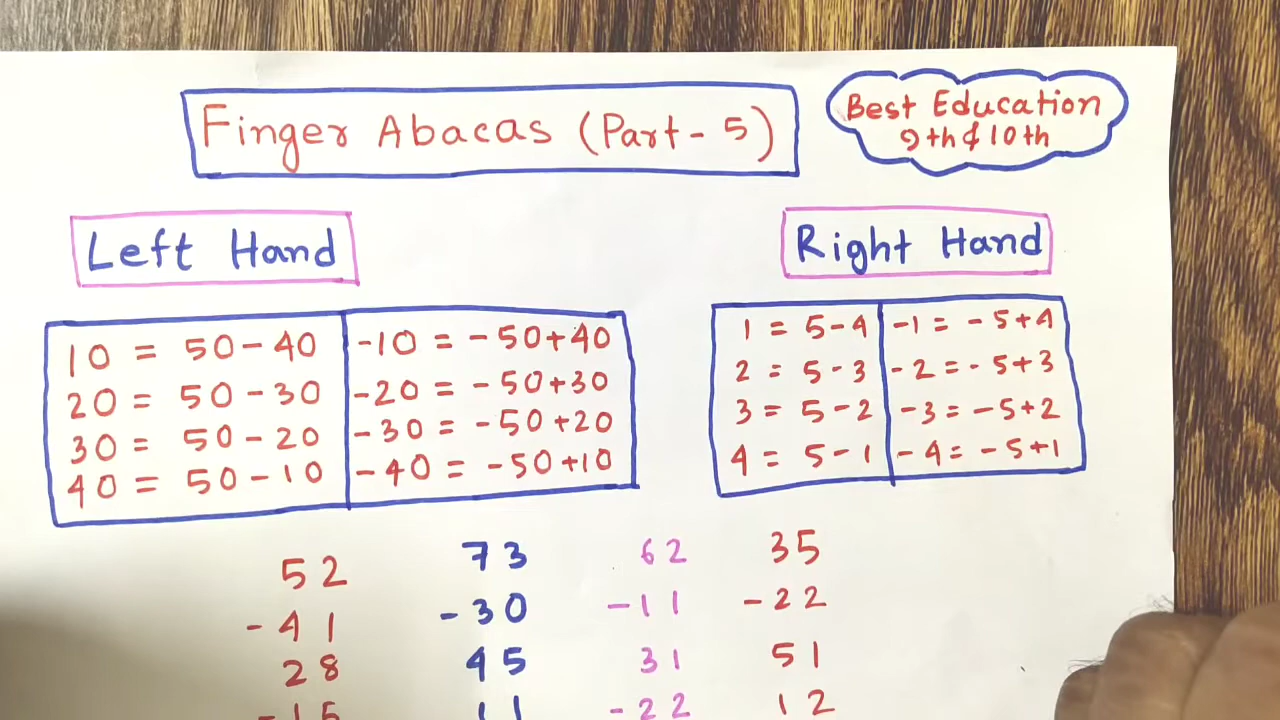 Finger Abacas (Part-5)
Best Education
9th & 10th
Left Hand
Right Hand
10 = 50-40 -10 = -50+40
20 = 50-30 -20 = -50+30
30 = 50-20 -30 = -50+20
40 = 50-10 -40 = -50+10
1 = 5-4 -1 = -5+4
2 = 5-3 -2 = -5+3
3 = 5-2 -3 = -5+2
4 = 5-1 -4 = -5+1
52 73 62 35
-41 -30 -11 -22
28 45 31 51
-15 11 -22 12